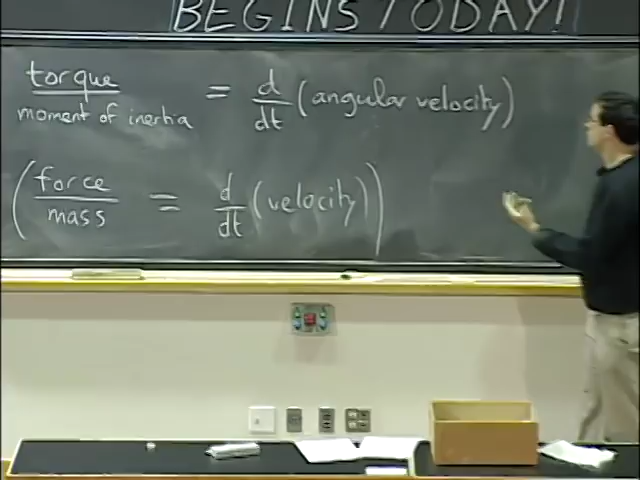 BEGINS TODAY!
torque / moment of inertia = d/dt (angular velocity)
(force / mass = d/dt (velocity))